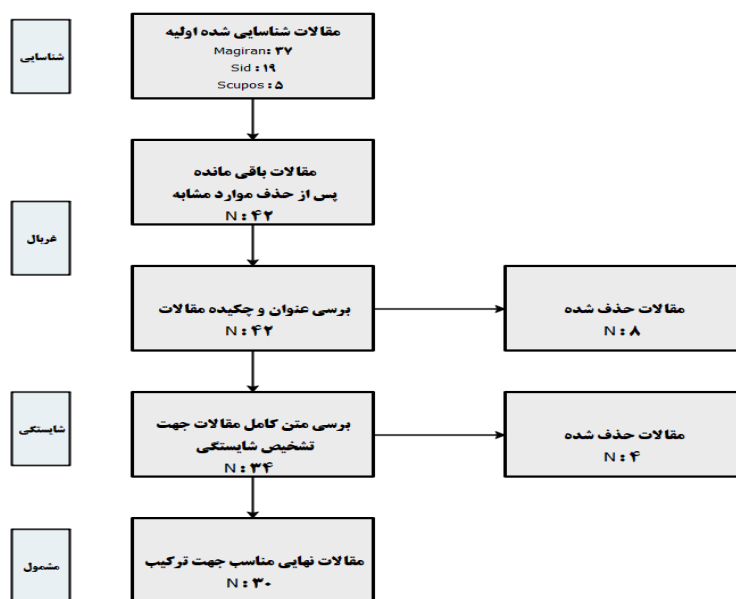 شناسایی
مقالات شناسایی شده اولیه
Magiran: ۳۷
Sid : ۱۹
Scupos : ۵
غربال
مقالات باقی مانده
پس از حذف موارد مشابه
N : ۴۲
برسی عنوان و چکیده مقالات
N : ۴۲
مقالات حذف شده
N : ۸
شایستگی
برسی متن کامل مقالات جهت
تشخیص شایستگی
N : ۳۴
مقالات حذف شده
N : ۴
مشمول
مقالات نهایی مناسب جهت ترکیب
N : ۳۰